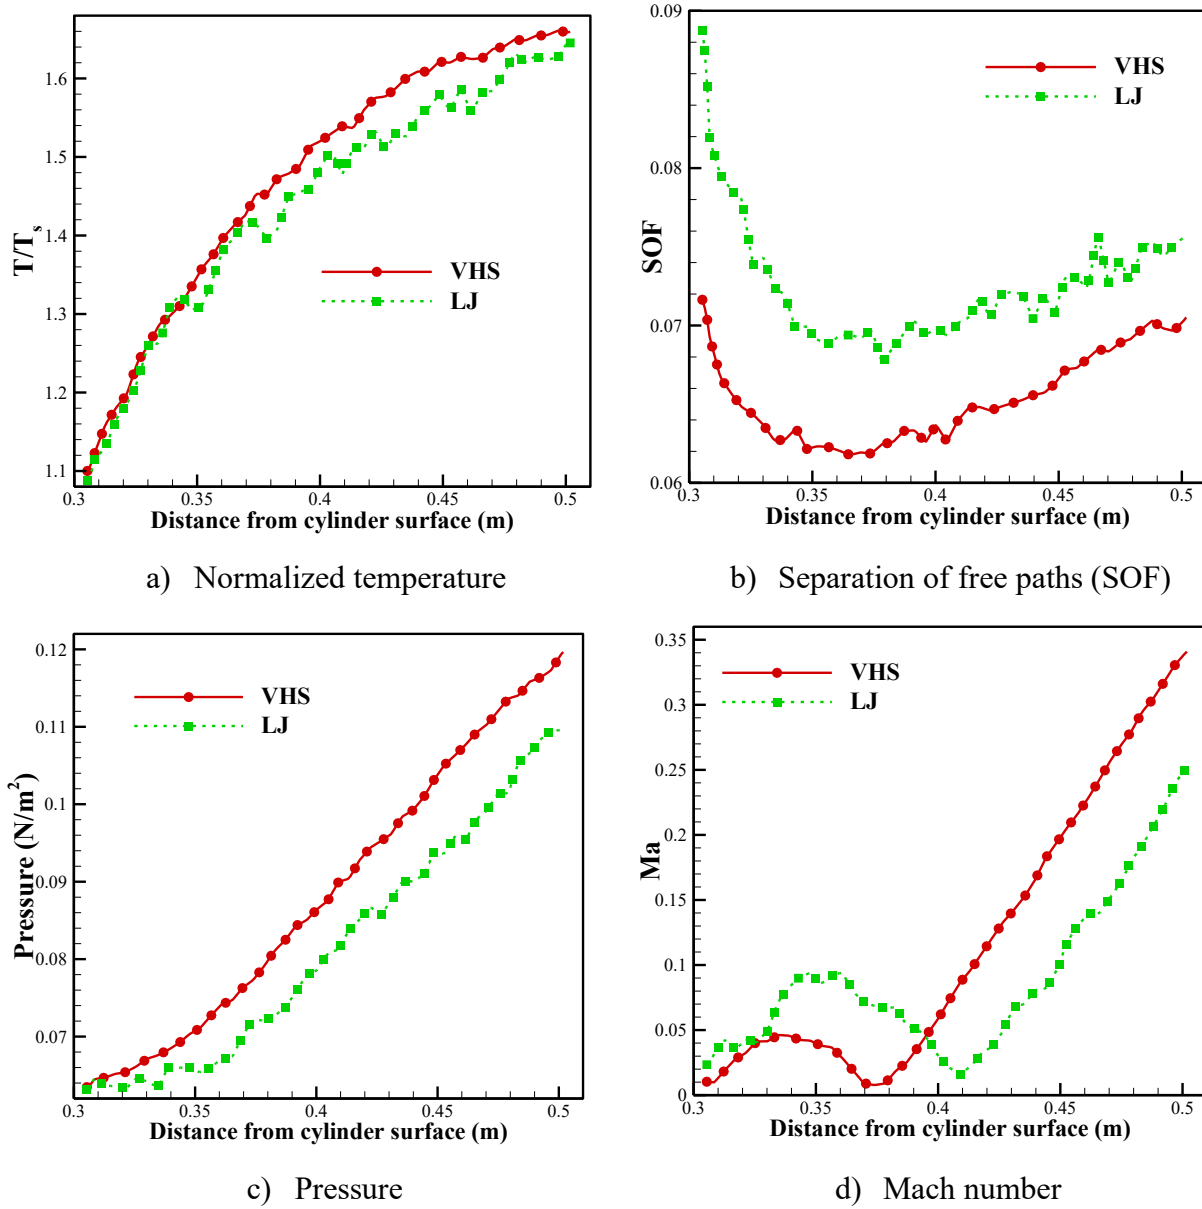 T/Tₛ
1.6
1.5
1.4
1.3
1.2
1.1
VHS
LJ
0.3
0.35
0.4
0.45
0.5
Distance from cylinder surface (m)
a) Normalized temperature
SOF
0.09
0.08
0.07
0.06
VHS
LJ
0.3
0.35
0.4
0.45
0.5
Distance from cylinder surface (m)
b) Separation of free paths (SOF)
Pressure (N/m²)
0.12
0.11
0.1
0.09
0.08
0.07
VHS
LJ
0.3
0.35
0.4
0.45
0.5
Distance from cylinder surface (m)
c) Pressure
Ma
0.35
0.3
0.25
0.2
0.15
0.1
0.05
0
VHS
LJ
0.3
0.35
0.4
0.45
0.5
Distance from cylinder surface (m)
d) Mach number